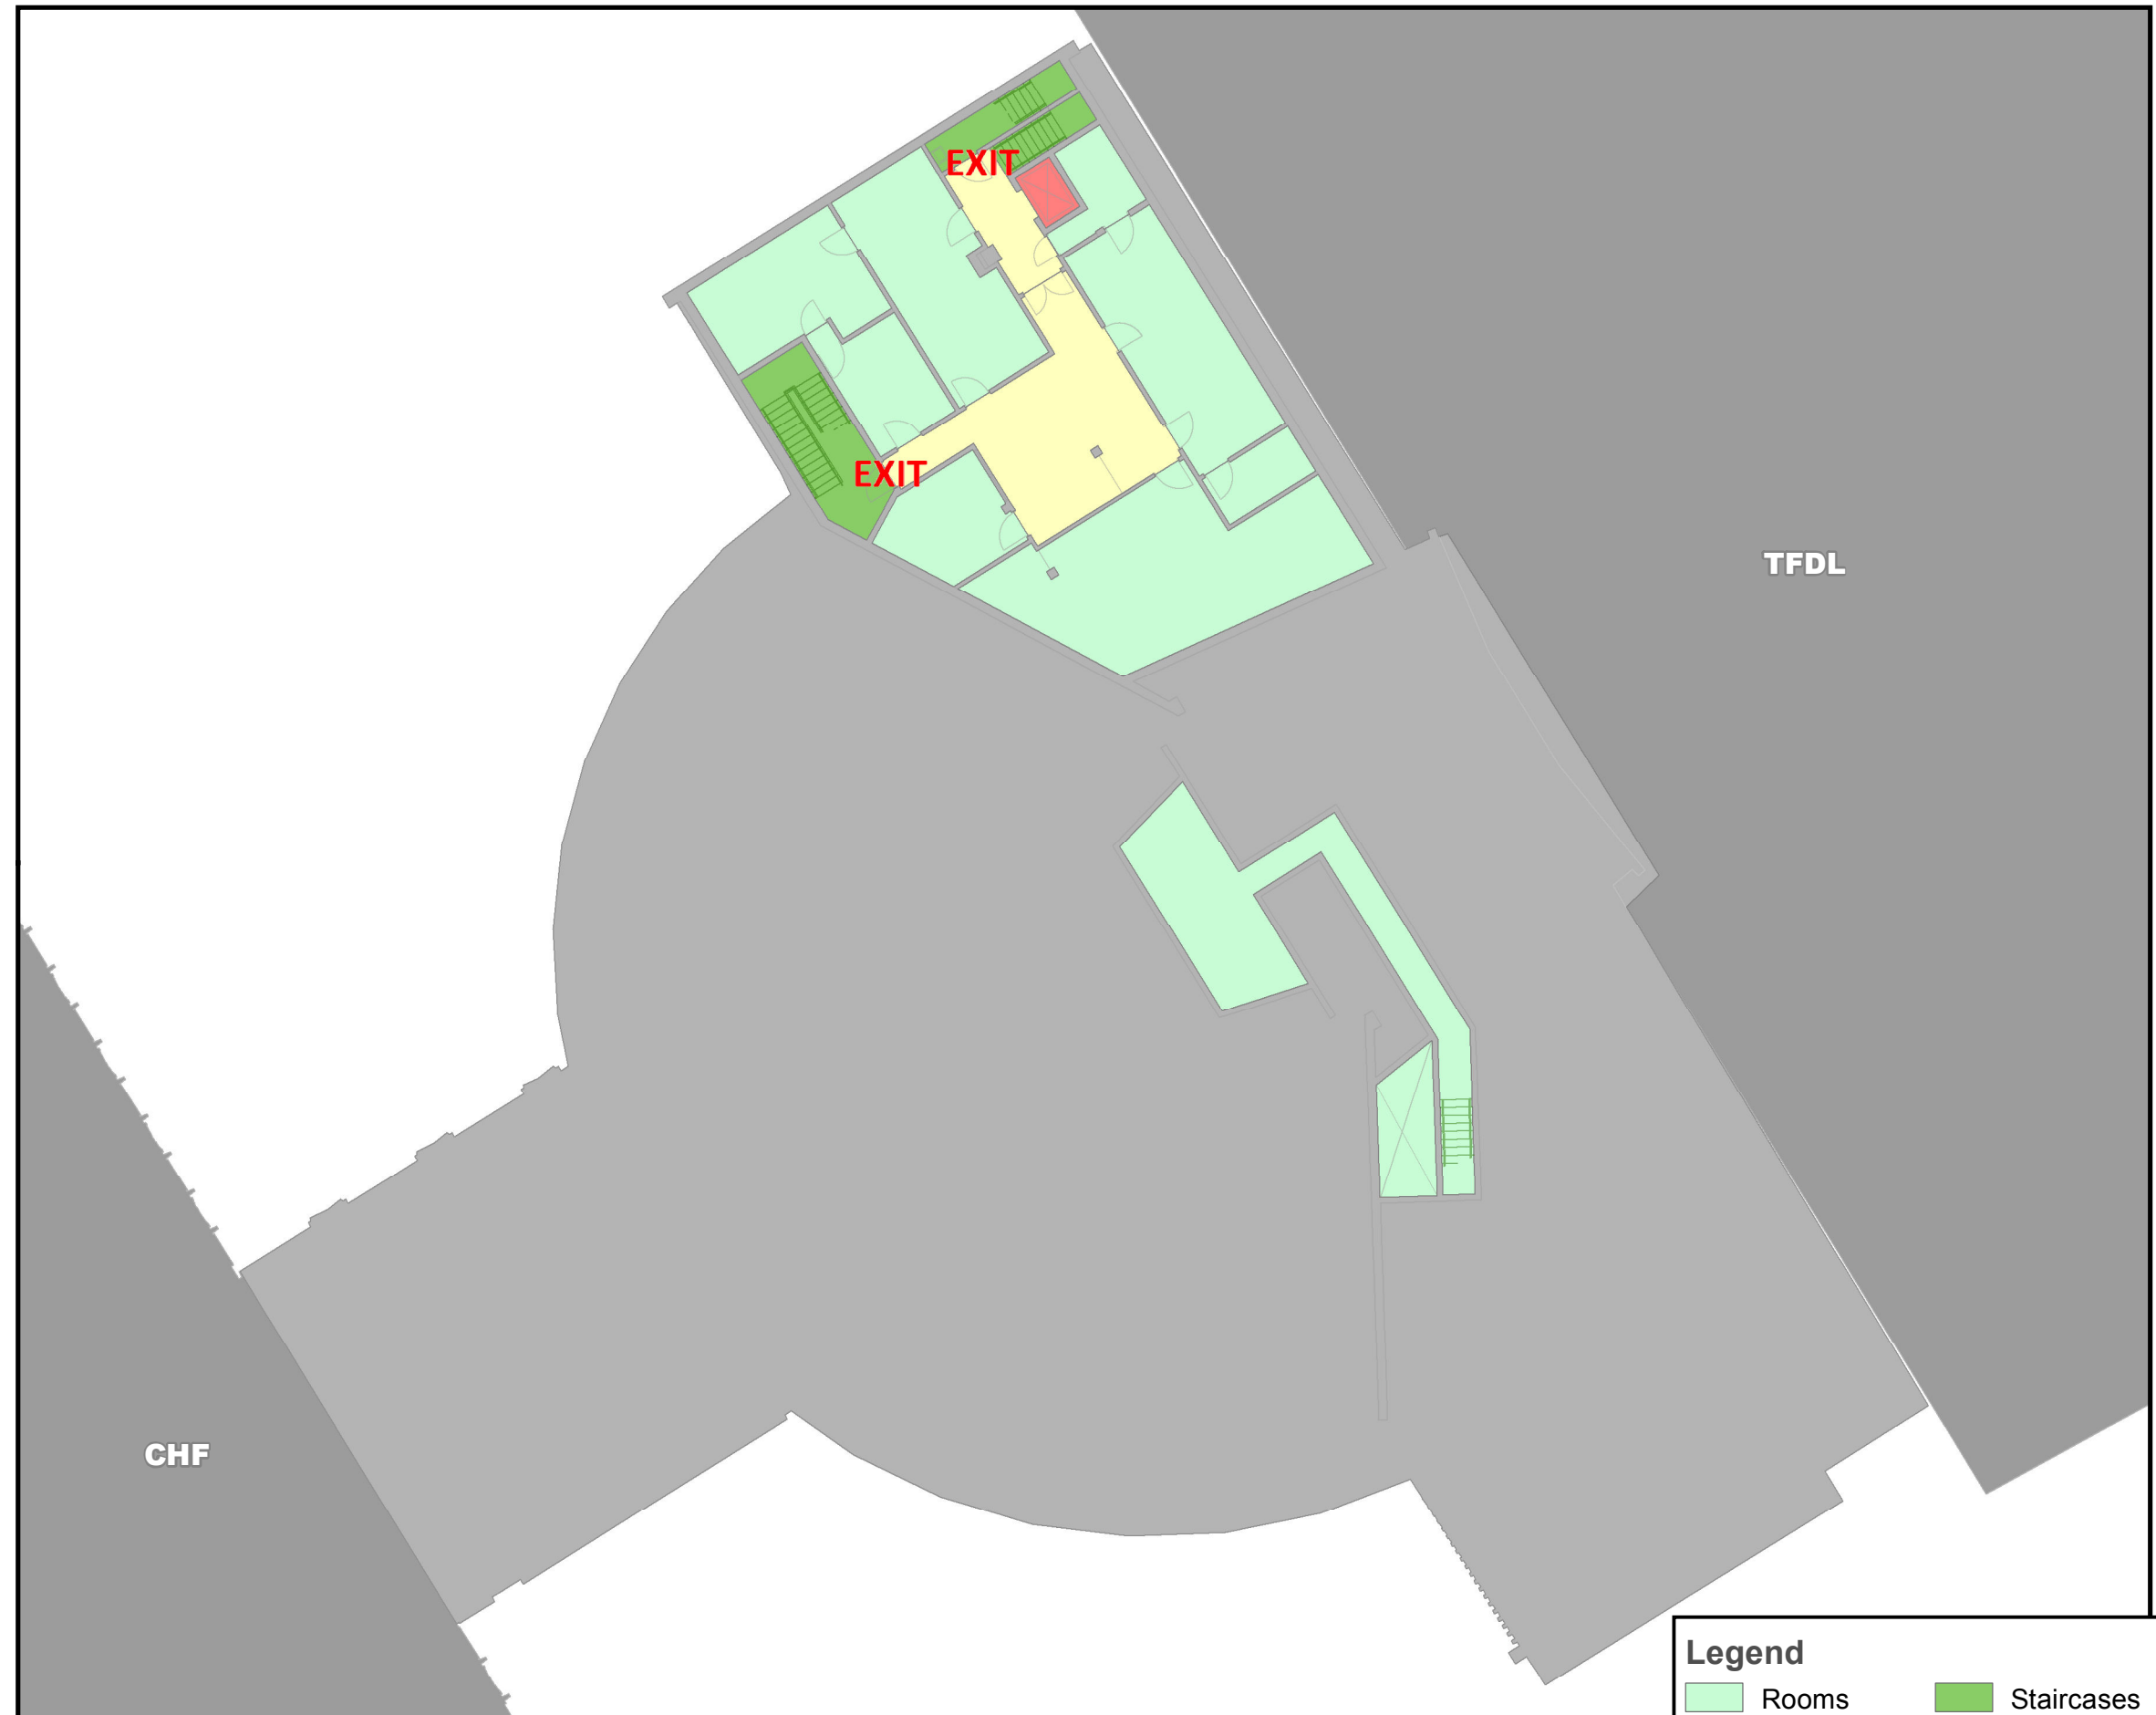 EXIT
EXIT
TFDL
CHF
Legend
Rooms
Staircases